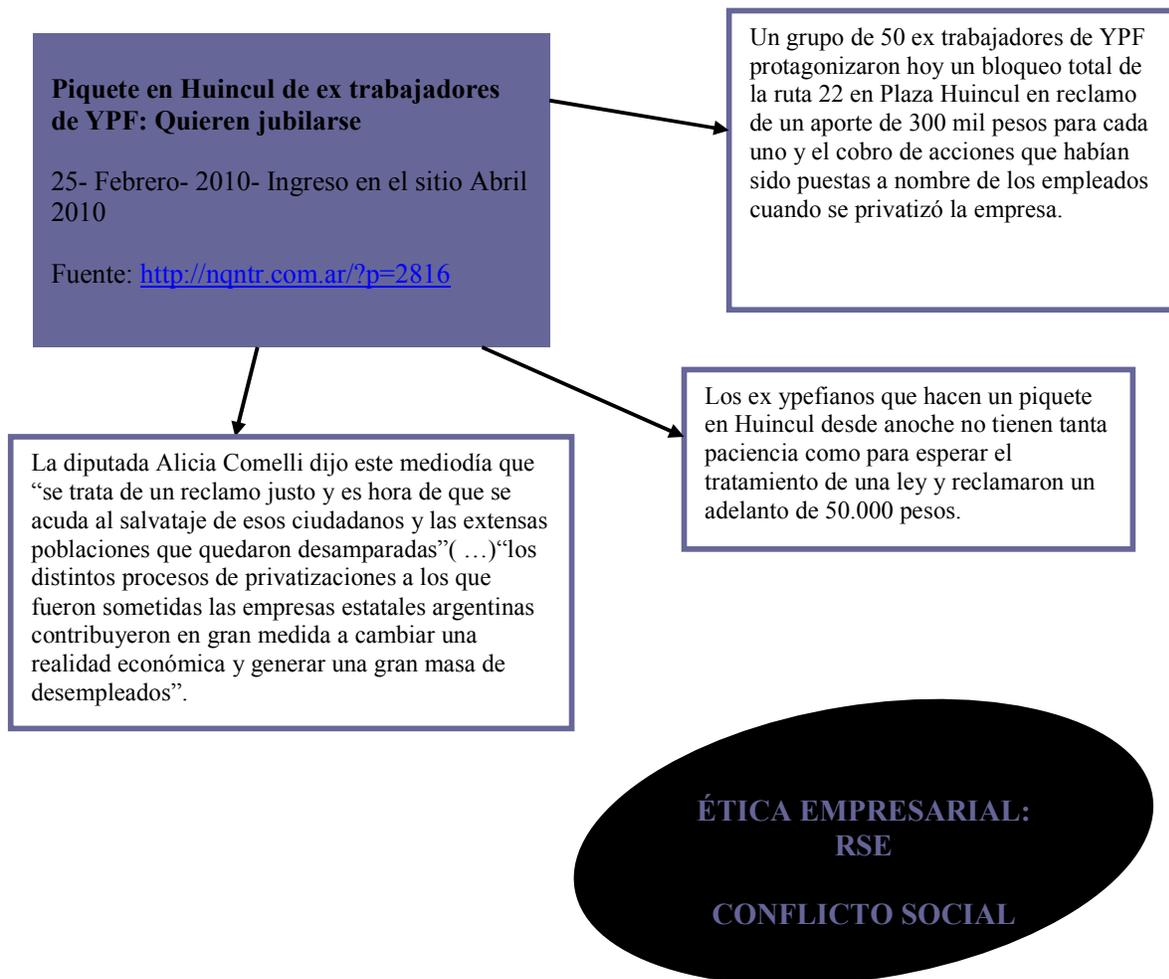 Piquete en Huincul de ex trabajadores
de YPF: Quieren jubilarse
25- Febrero- 2010- Ingreso en el sitio Abril
2010
Fuente: http://nqntr.com.ar/?p=2816
Un grupo de 50 ex trabajadores de YPF
protagonizaron hoy un bloqueo total de
la ruta 22 en Plaza Huincul en reclamo
de un aporte de 300 mil pesos para cada
uno y el cobro de acciones que habían
sido puestas a nombre de los empleados
cuando se privatizó la empresa.
Los ex ypefianos que hacen un piquete
en Huincul desde anoche no tienen tanta
paciencia como para esperar el
tratamiento de una ley y reclamaron un
adelanto de 50.000 pesos.
La diputada Alicia Comelli dijo este mediodía que
“se trata de un reclamo justo y es hora de que se
acuda al salvataje de esos ciudadanos y las extensas
poblaciones que quedaron desamparadas”( …)“los
distintos procesos de privatizaciones a los que
fueron sometidas las empresas estatales argentinas
contribuyeron en gran medida a cambiar una
realidad económica y generar una gran masa de
desempleados”.
ÉTICA EMPRESARIAL:
RSE
CONFLICTO SOCIAL